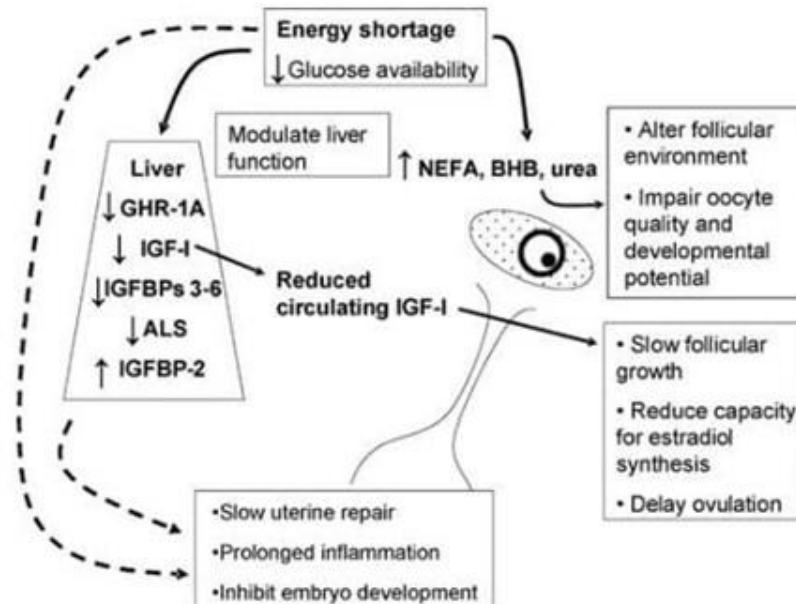 Energy shortage
↓ Glucose availability
Modulate liver
function
Liver
↓ GHR-1A
↓ IGF-I
↓ IGFBPs 3-6
↓ ALS
↑ IGFBP-2
↑ NEFA, BHB, urea
• Alter follicular
environment
• Impair oocyte
quality and
developmental
potential
Reduced
circulating IGF-I
• Slow follicular
growth
• Reduce capacity
for estradiol
synthesis
• Delay ovulation
•Slow uterine repair
•Prolonged inflammation
•Inhibit embryo development